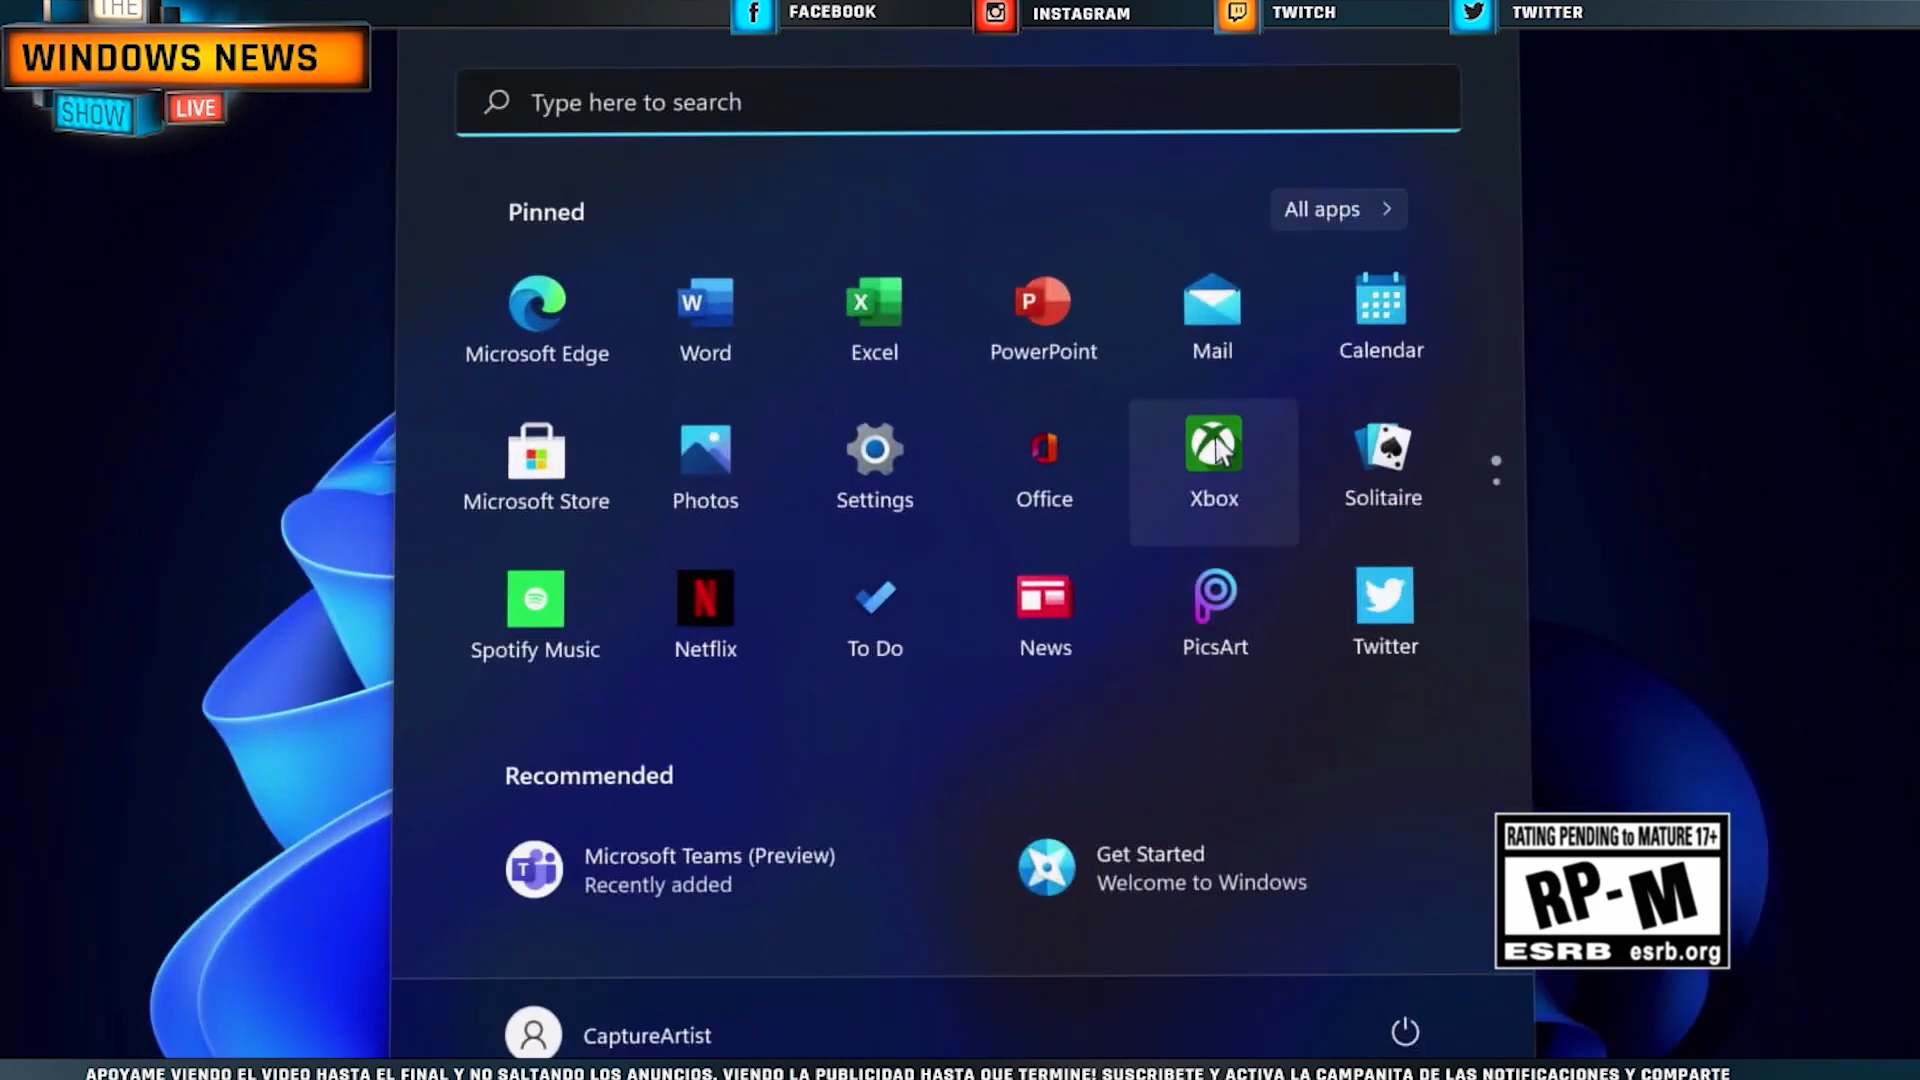 THE
WINDOWS NEWS
SHOW LIVE
FACEBOOK
INSTAGRAM
TWITCH
TWITTER
Type here to search
Pinned
All apps
Microsoft Edge
Word
Excel
PowerPoint
Mail
Calendar
Microsoft Store
Photos
Settings
Office
Xbox
Solitaire
Spotify Music
Netflix
To Do
News
PicsArt
Twitter
Recommended
Microsoft Teams (Preview)
Recently added
Get Started
Welcome to Windows
RATING PENDING to MATURE 17+
RP-M
ESRB esrb.org
CaptureArtist
APOYAME VIENDO EL VIDEO HASTA EL FINAL Y NO SALTANDO LOS ANUNCIOS, VIENDO LA PUBLICIDAD HASTA QUE TERMINE! SUSCRIBETE Y ACTIVA LA CAMPANITA DE LAS NOTIFICACIONES Y COMPARTE